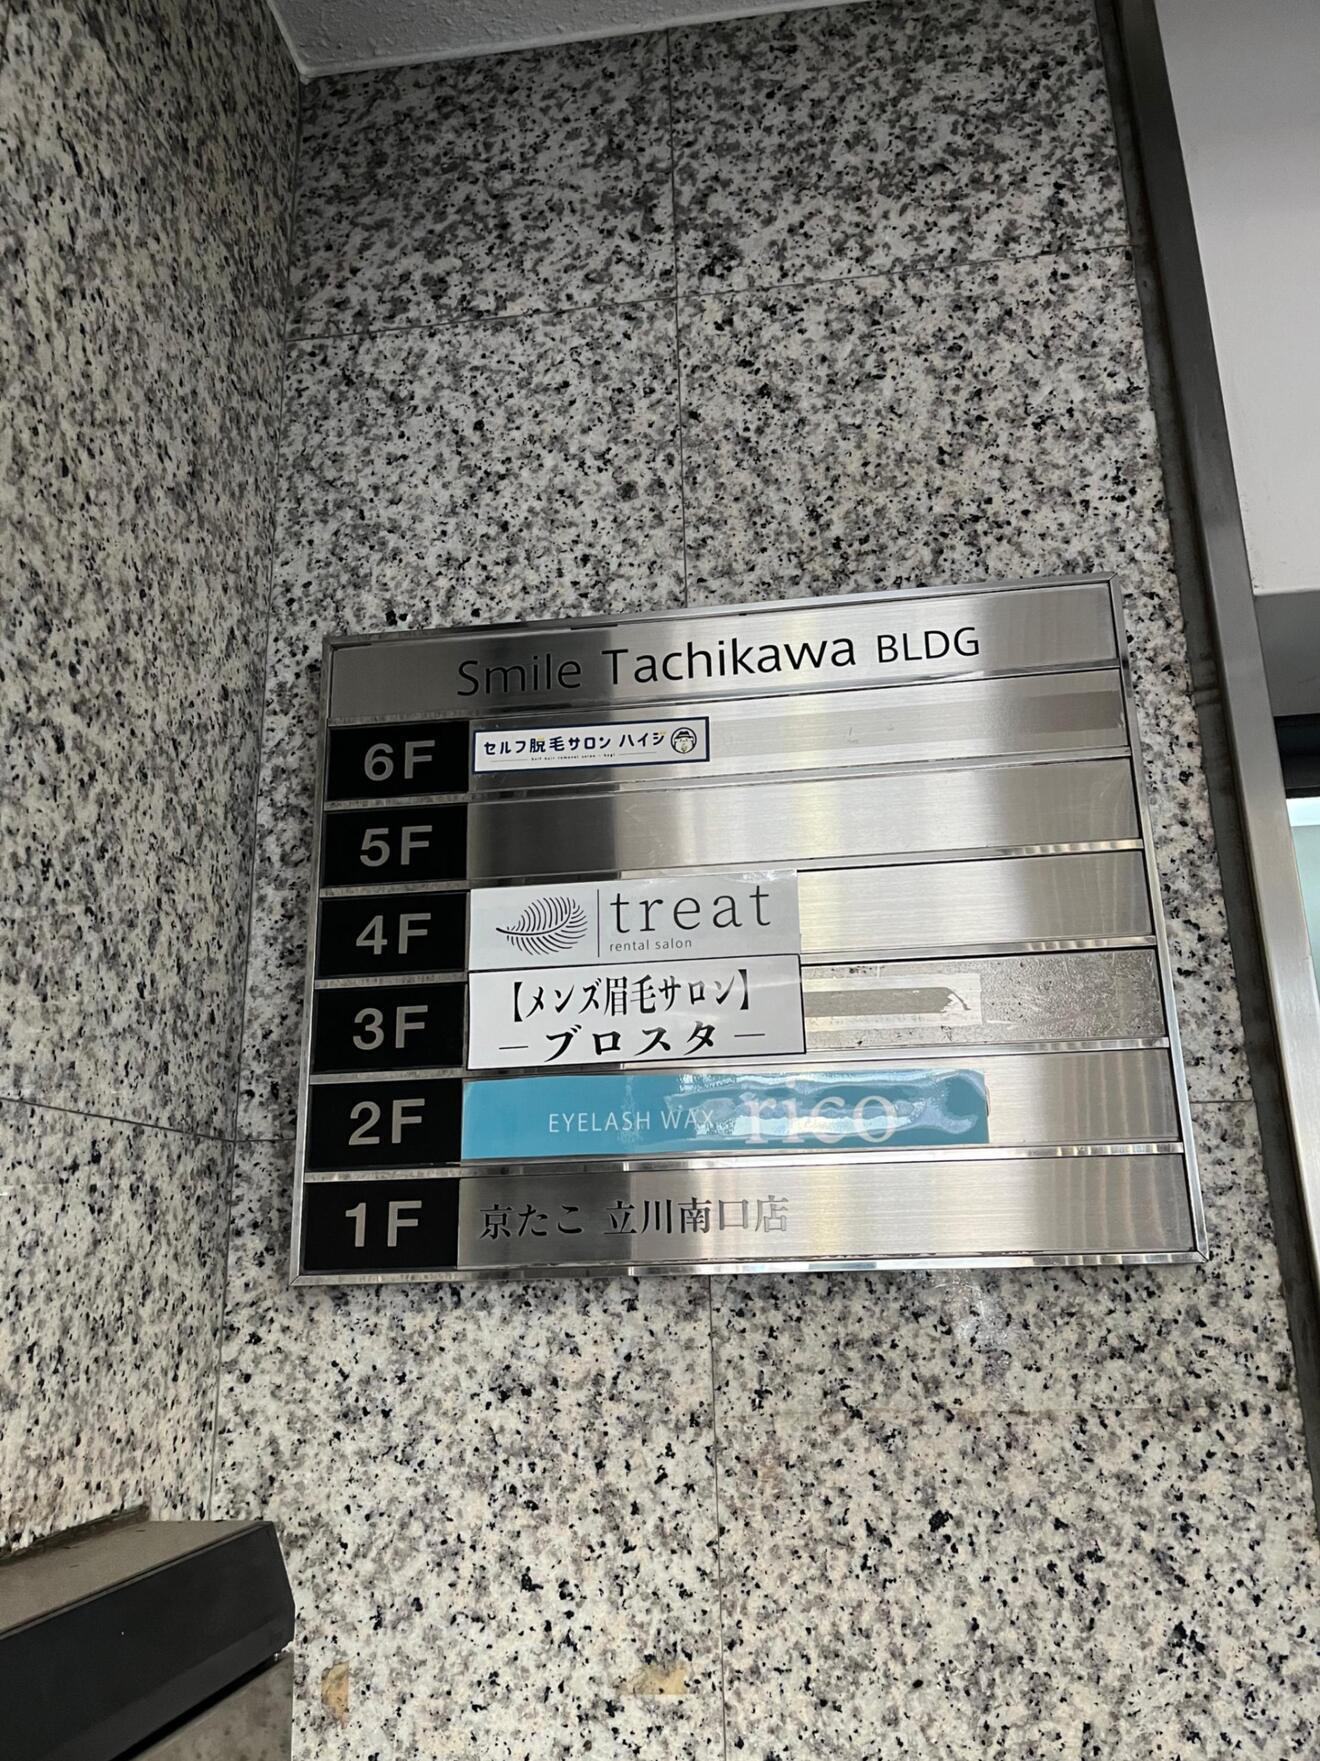 Smile Tachikawa BLDG
6F
セルフ脱毛サロン ハイジ
5F
4F
treat
rental salon
3F
【メンズ眉毛サロン】
－ブロスタ－
2F
EYELASH WAX rico
1F
京たこ 立川南口店